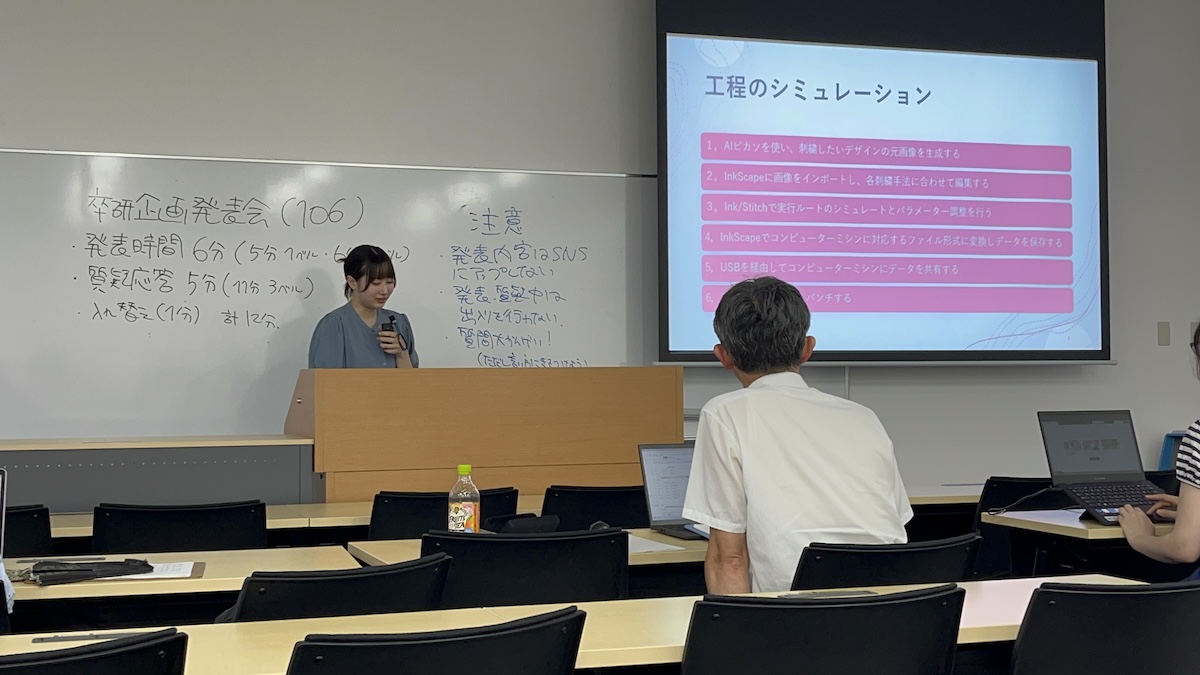 卒研企画発表会(106)
・発表時間 6分(5分 1ベル・6 ベル)
・質疑応答 5分(11分 3ベル)
・入れ替え(1分) 計12分
注意
・発表内容はSNS
にアップしない
・発表・質疑中は
出入りを行わない.
・質問大かんげい!
工程のシミュレーション
1, AIピカソを使い、刺繍したいデザインの元画像を生成する
2, InkScapeに画像をインポートし、各刺繍手法に合わせて編集する
3, Ink/Stitchで実行ルートのシミュレートとパラメーター調整を行う
4, InkScapeでコンピューターミシンに対応するファイル形式に変換しデータを保存する
5, USBを経由してコンピューターミシンにデータを共有する
6, パンチする
FRUITS
TEA